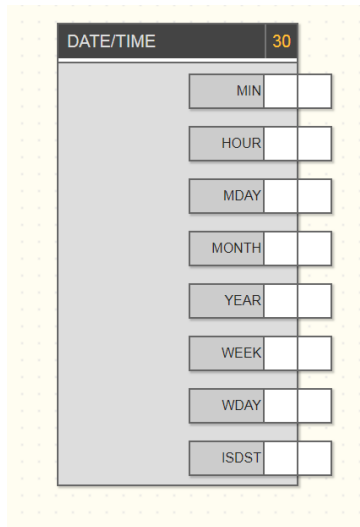 DATE/TIME 30
MIN
HOUR
MDAY
MONTH
YEAR
WEEK
WDAY
ISDST